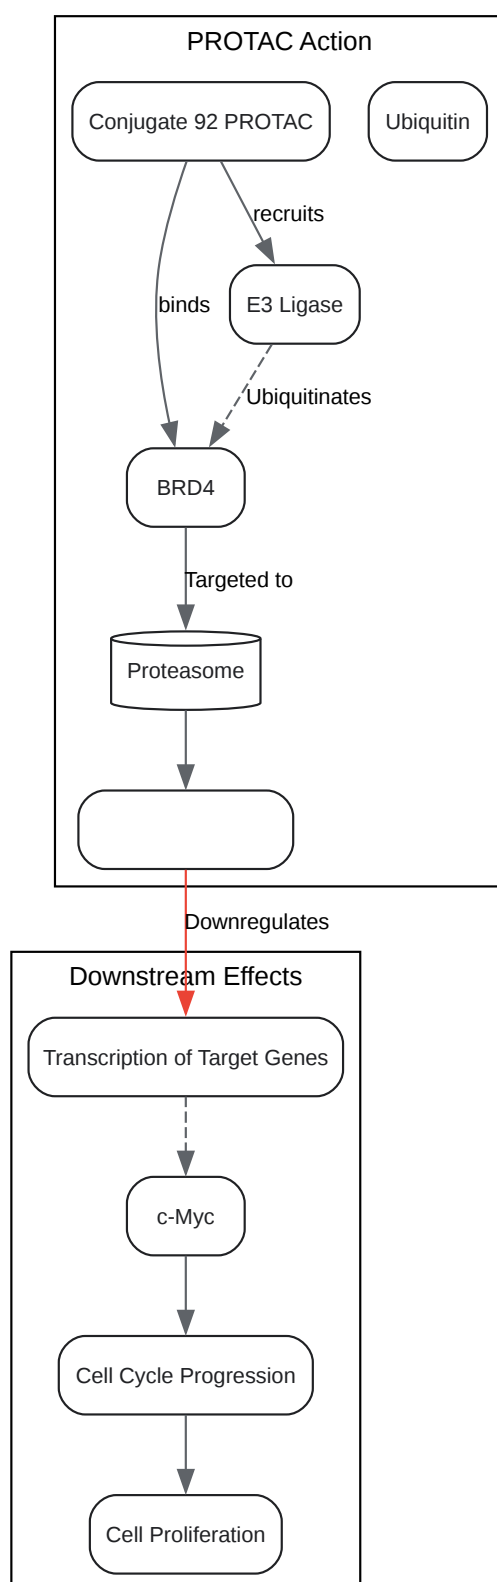 PROTAC Action
Conjugate 92 PROTAC
Ubiquitin
recruits
binds
E3 Ligase
Ubiquitinates
BRD4
Targeted to
Proteasome
Downregulates
Downstream Effects
Transcription of Target Genes
c-Myc
Cell Cycle Progression
Cell Proliferation